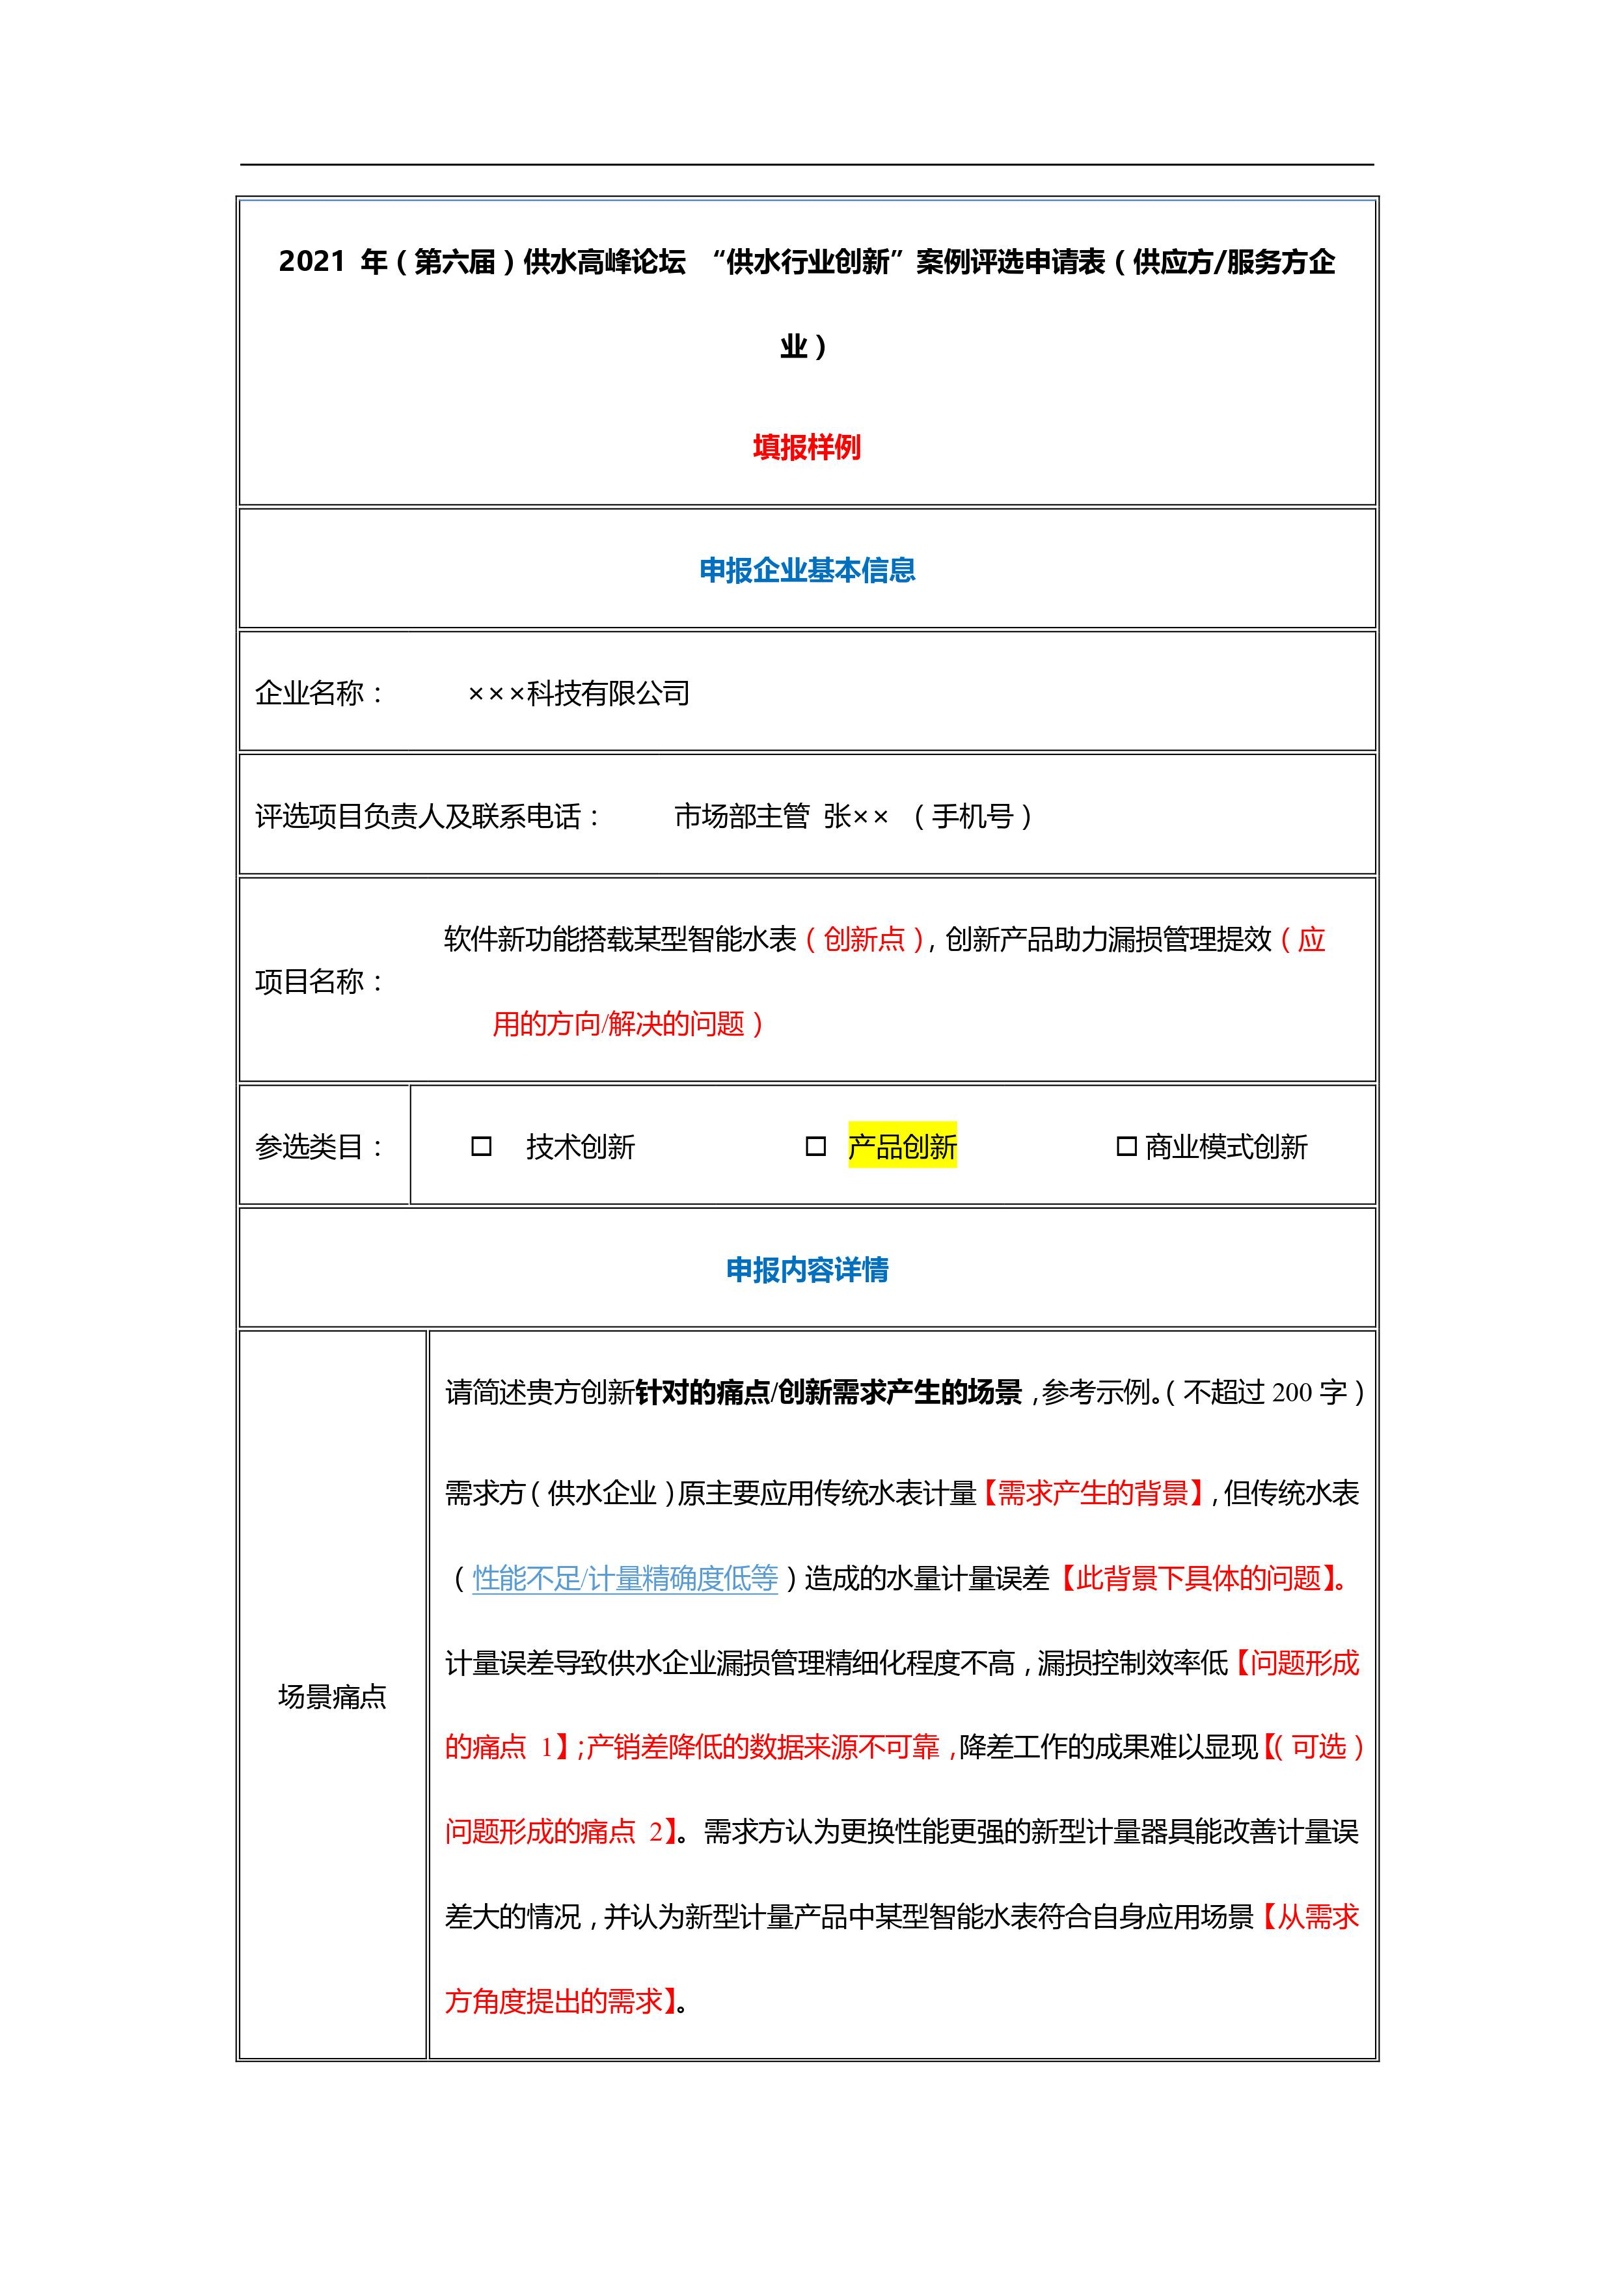 2021 年（第六届）供水高峰论坛 “供水行业创新”案例评选申请表（供应方/服务方企
业）
填报样例
申报企业基本信息
企业名称： ×××科技有限公司
评选项目负责人及联系电话： 市场部主管 张×× （手机号）
软件新功能搭载某型智能水表（创新点），创新产品助力漏损管理提效（应
项目名称：
用的方向/解决的问题）
参选类目： □ 技术创新 □ 产品创新 □ 商业模式创新
申报内容详情
请简述贵方创新针对的痛点/创新需求产生的场景，参考示例。（不超过 200 字）
需求方（供水企业）原主要应用传统水表计量【需求产生的背景】，但传统水表
（性能不足/计量精确度低等）造成的水量计量误差【此背景下具体的问题】。
计量误差导致供水企业漏损管理精细化程度不高，漏损控制效率低【问题形成
场景痛点
的痛点 1】；产销差降低的数据来源不可靠，降差工作的成果难以显现【（可选）
问题形成的痛点 2】。需求方认为更换性能更强的新型计量器具能改善计量误
差大的情况，并认为新型计量产品中某型智能水表符合自身应用场景【从需求
方角度提出的需求】。